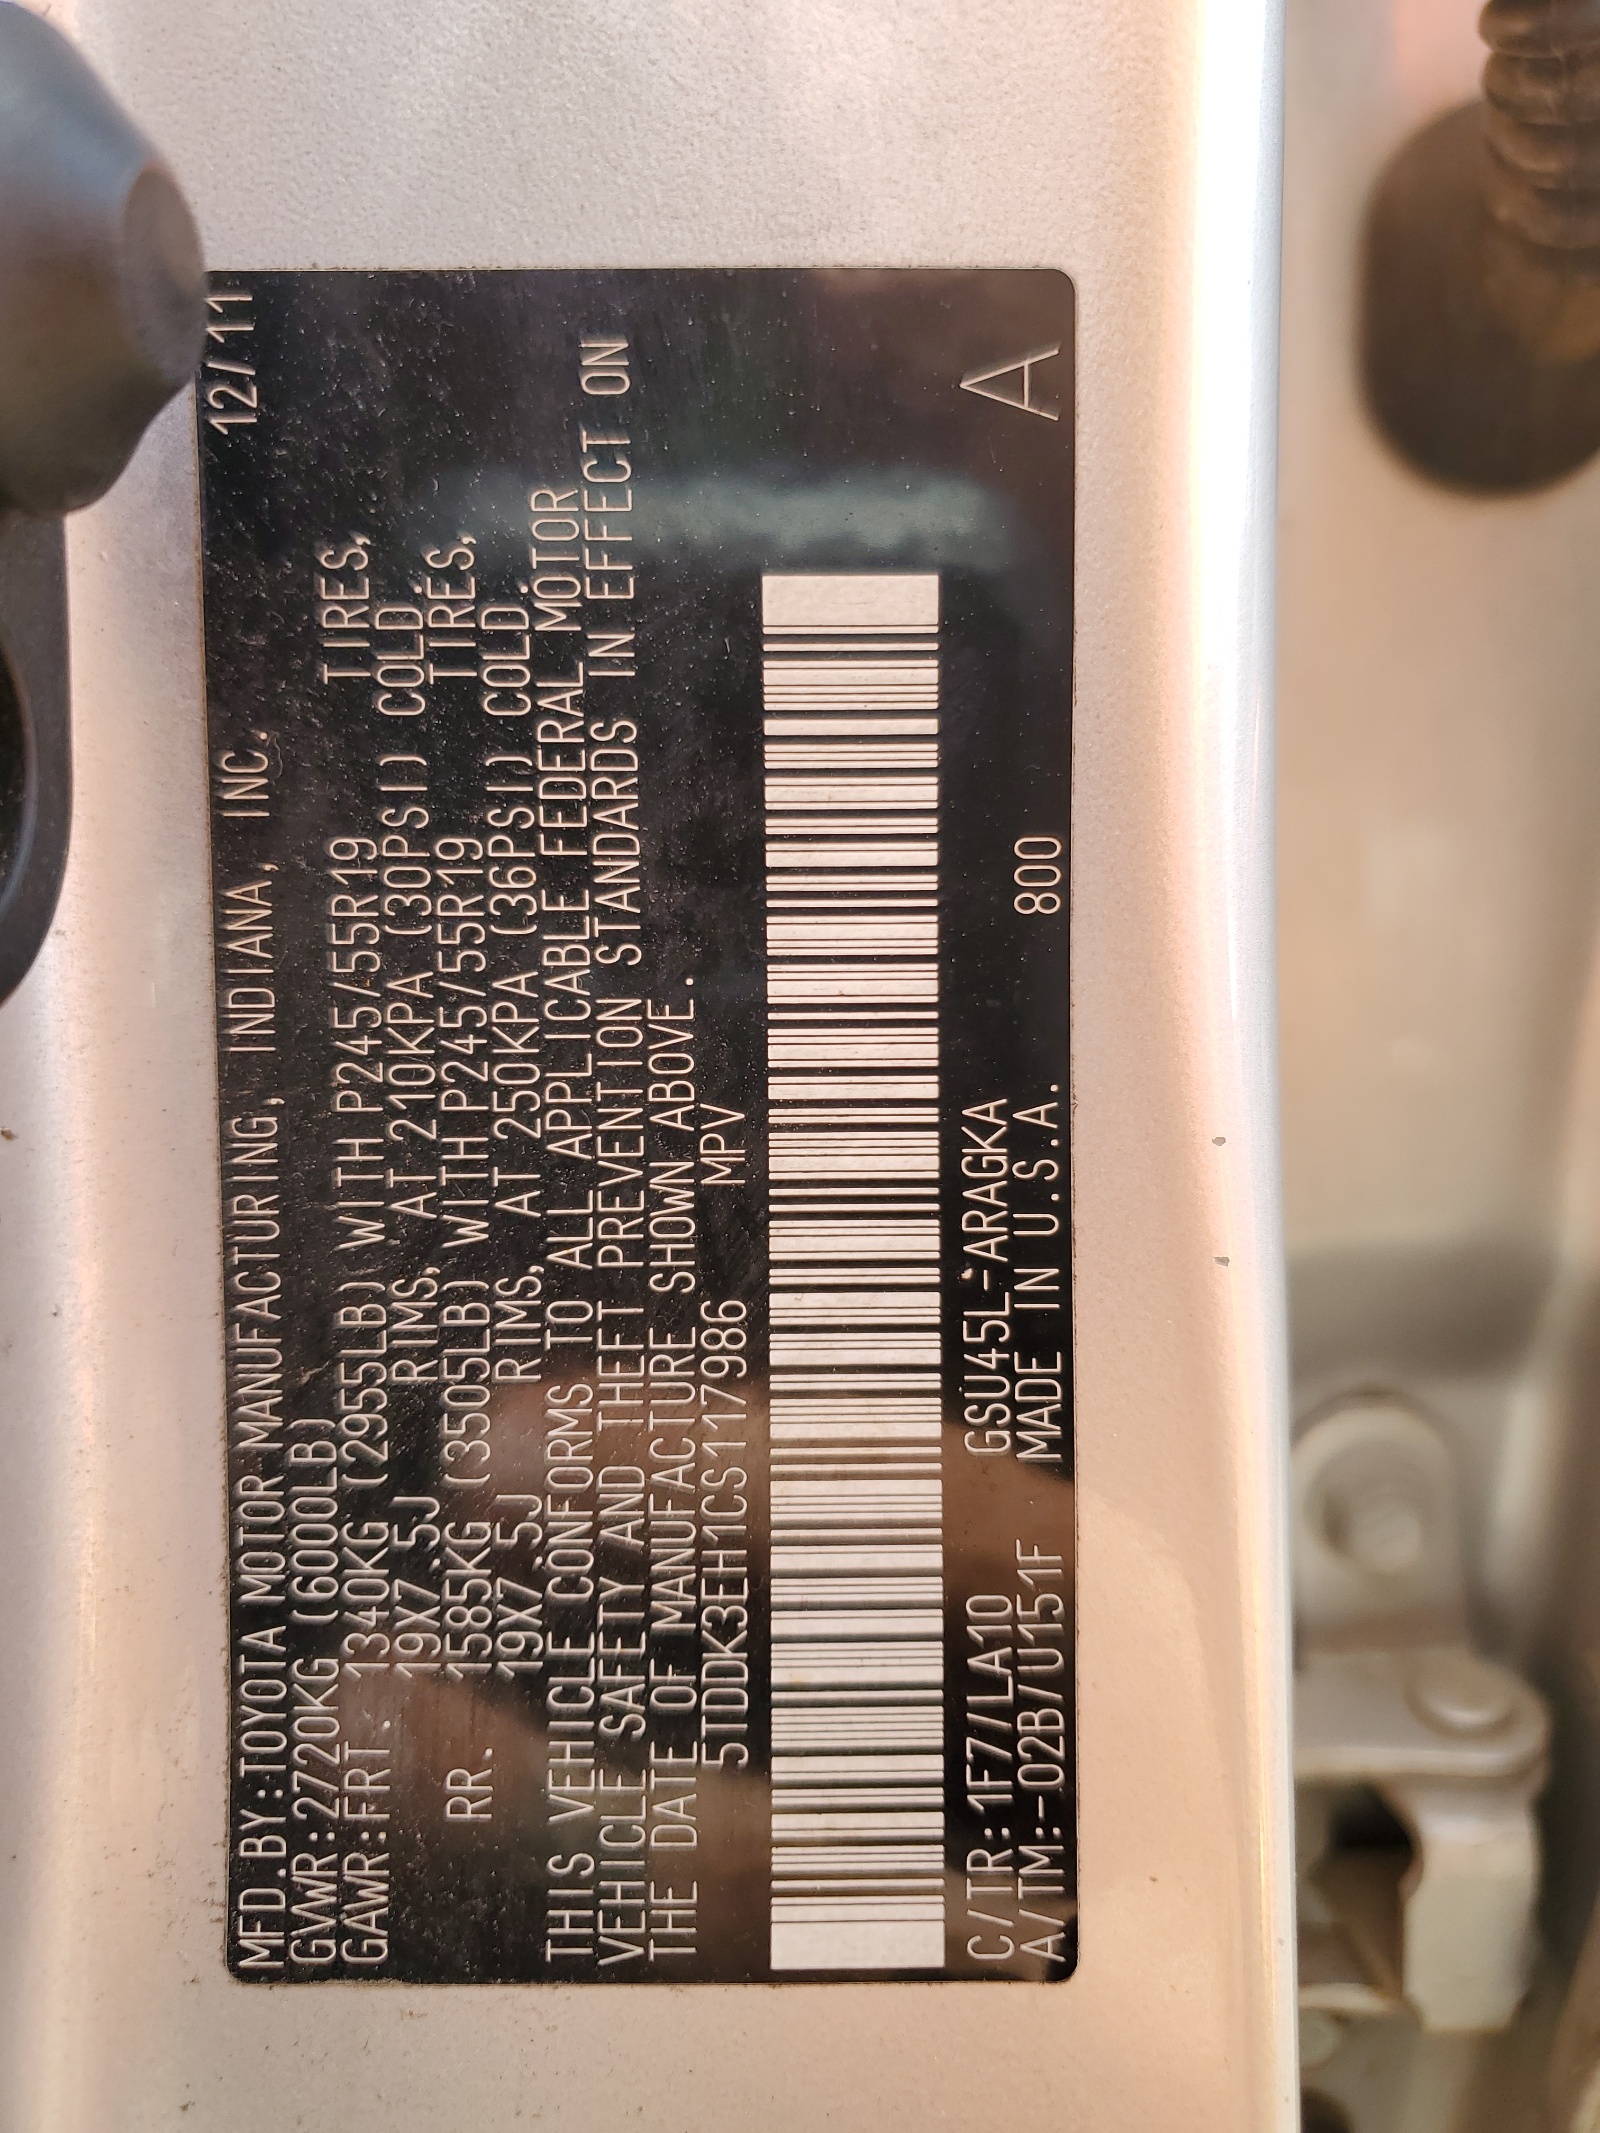 MFD.BY:TOYOTA MOTOR MANUFACTURING, INDIANA, INC. 12/11
GVWR:2720KG (6000LB)
GAWR:FRT. 1340KG (2955LB) WITH P245/55R19 TIRES,
19X7.5J RIMS, AT 210KPA (30PSI) COLD.
RR. 1585KG (3505LB) WITH P245/55R19 TIRES,
19X7.5J RIMS, AT 250KPA (36PSI) COLD.
THIS VEHICLE CONFORMS TO ALL APPLICABLE FEDERAL MOTOR
VEHICLE SAFETY AND THEFT PREVENTION STANDARDS IN EFFECT ON
THE DATE OF MANUFACTURE SHOWN ABOVE.
5TDDK3EH1CS117986 MPV
C/TR:1F7/LA10 GSU45L-ARAGKA
A/TM:-02B/U151F MADE IN U.S.A. 800 A